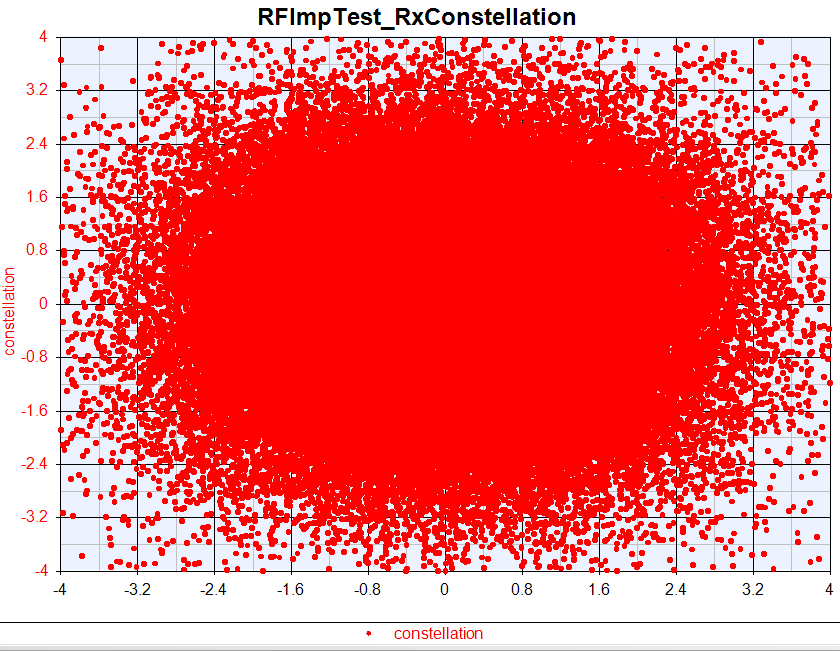 RFImpTest_RxConstellation
4
3.2
2.4
1.6
0.8
0
-0.8
-1.6
-2.4
-3.2
-4
constellation
-4 -3.2 -2.4 -1.6 -0.8 0 0.8 1.6 2.4 3.2 4
constellation